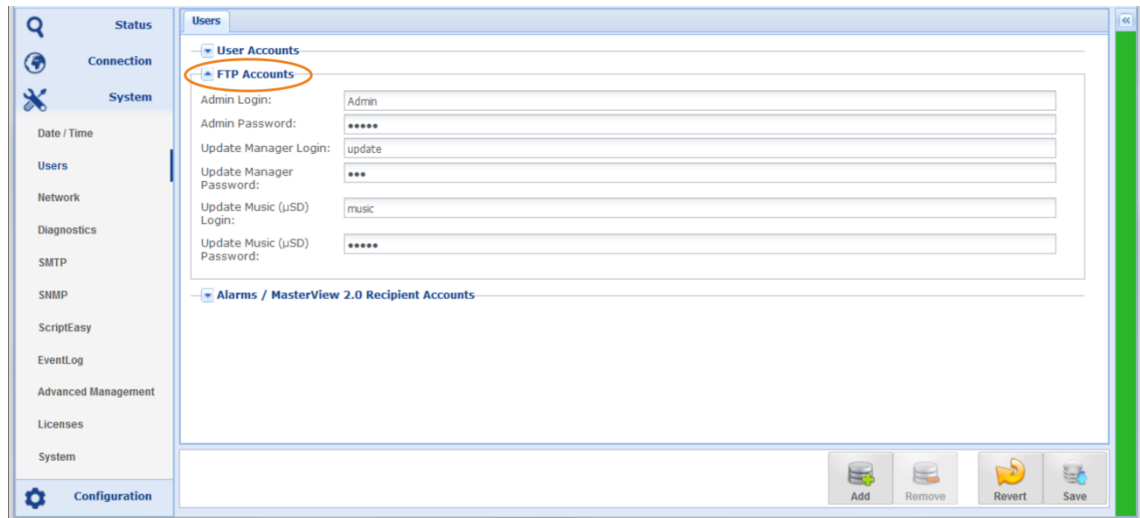 Status
Connection
System
Date / Time
Users
Network
Diagnostics
SMTP
SNMP
ScriptEasy
EventLog
Advanced Management
Licenses
System
Configuration
Users
User Accounts
FTP Accounts
Admin Login: Admin
Admin Password: •••••
Update Manager Login: update
Update Manager
Password: •••
Update Music (µSD)
Login: music
Update Music (µSD)
Password: •••••
Alarms / MasterView 2.0 Recipient Accounts
Add Remove Revert Save